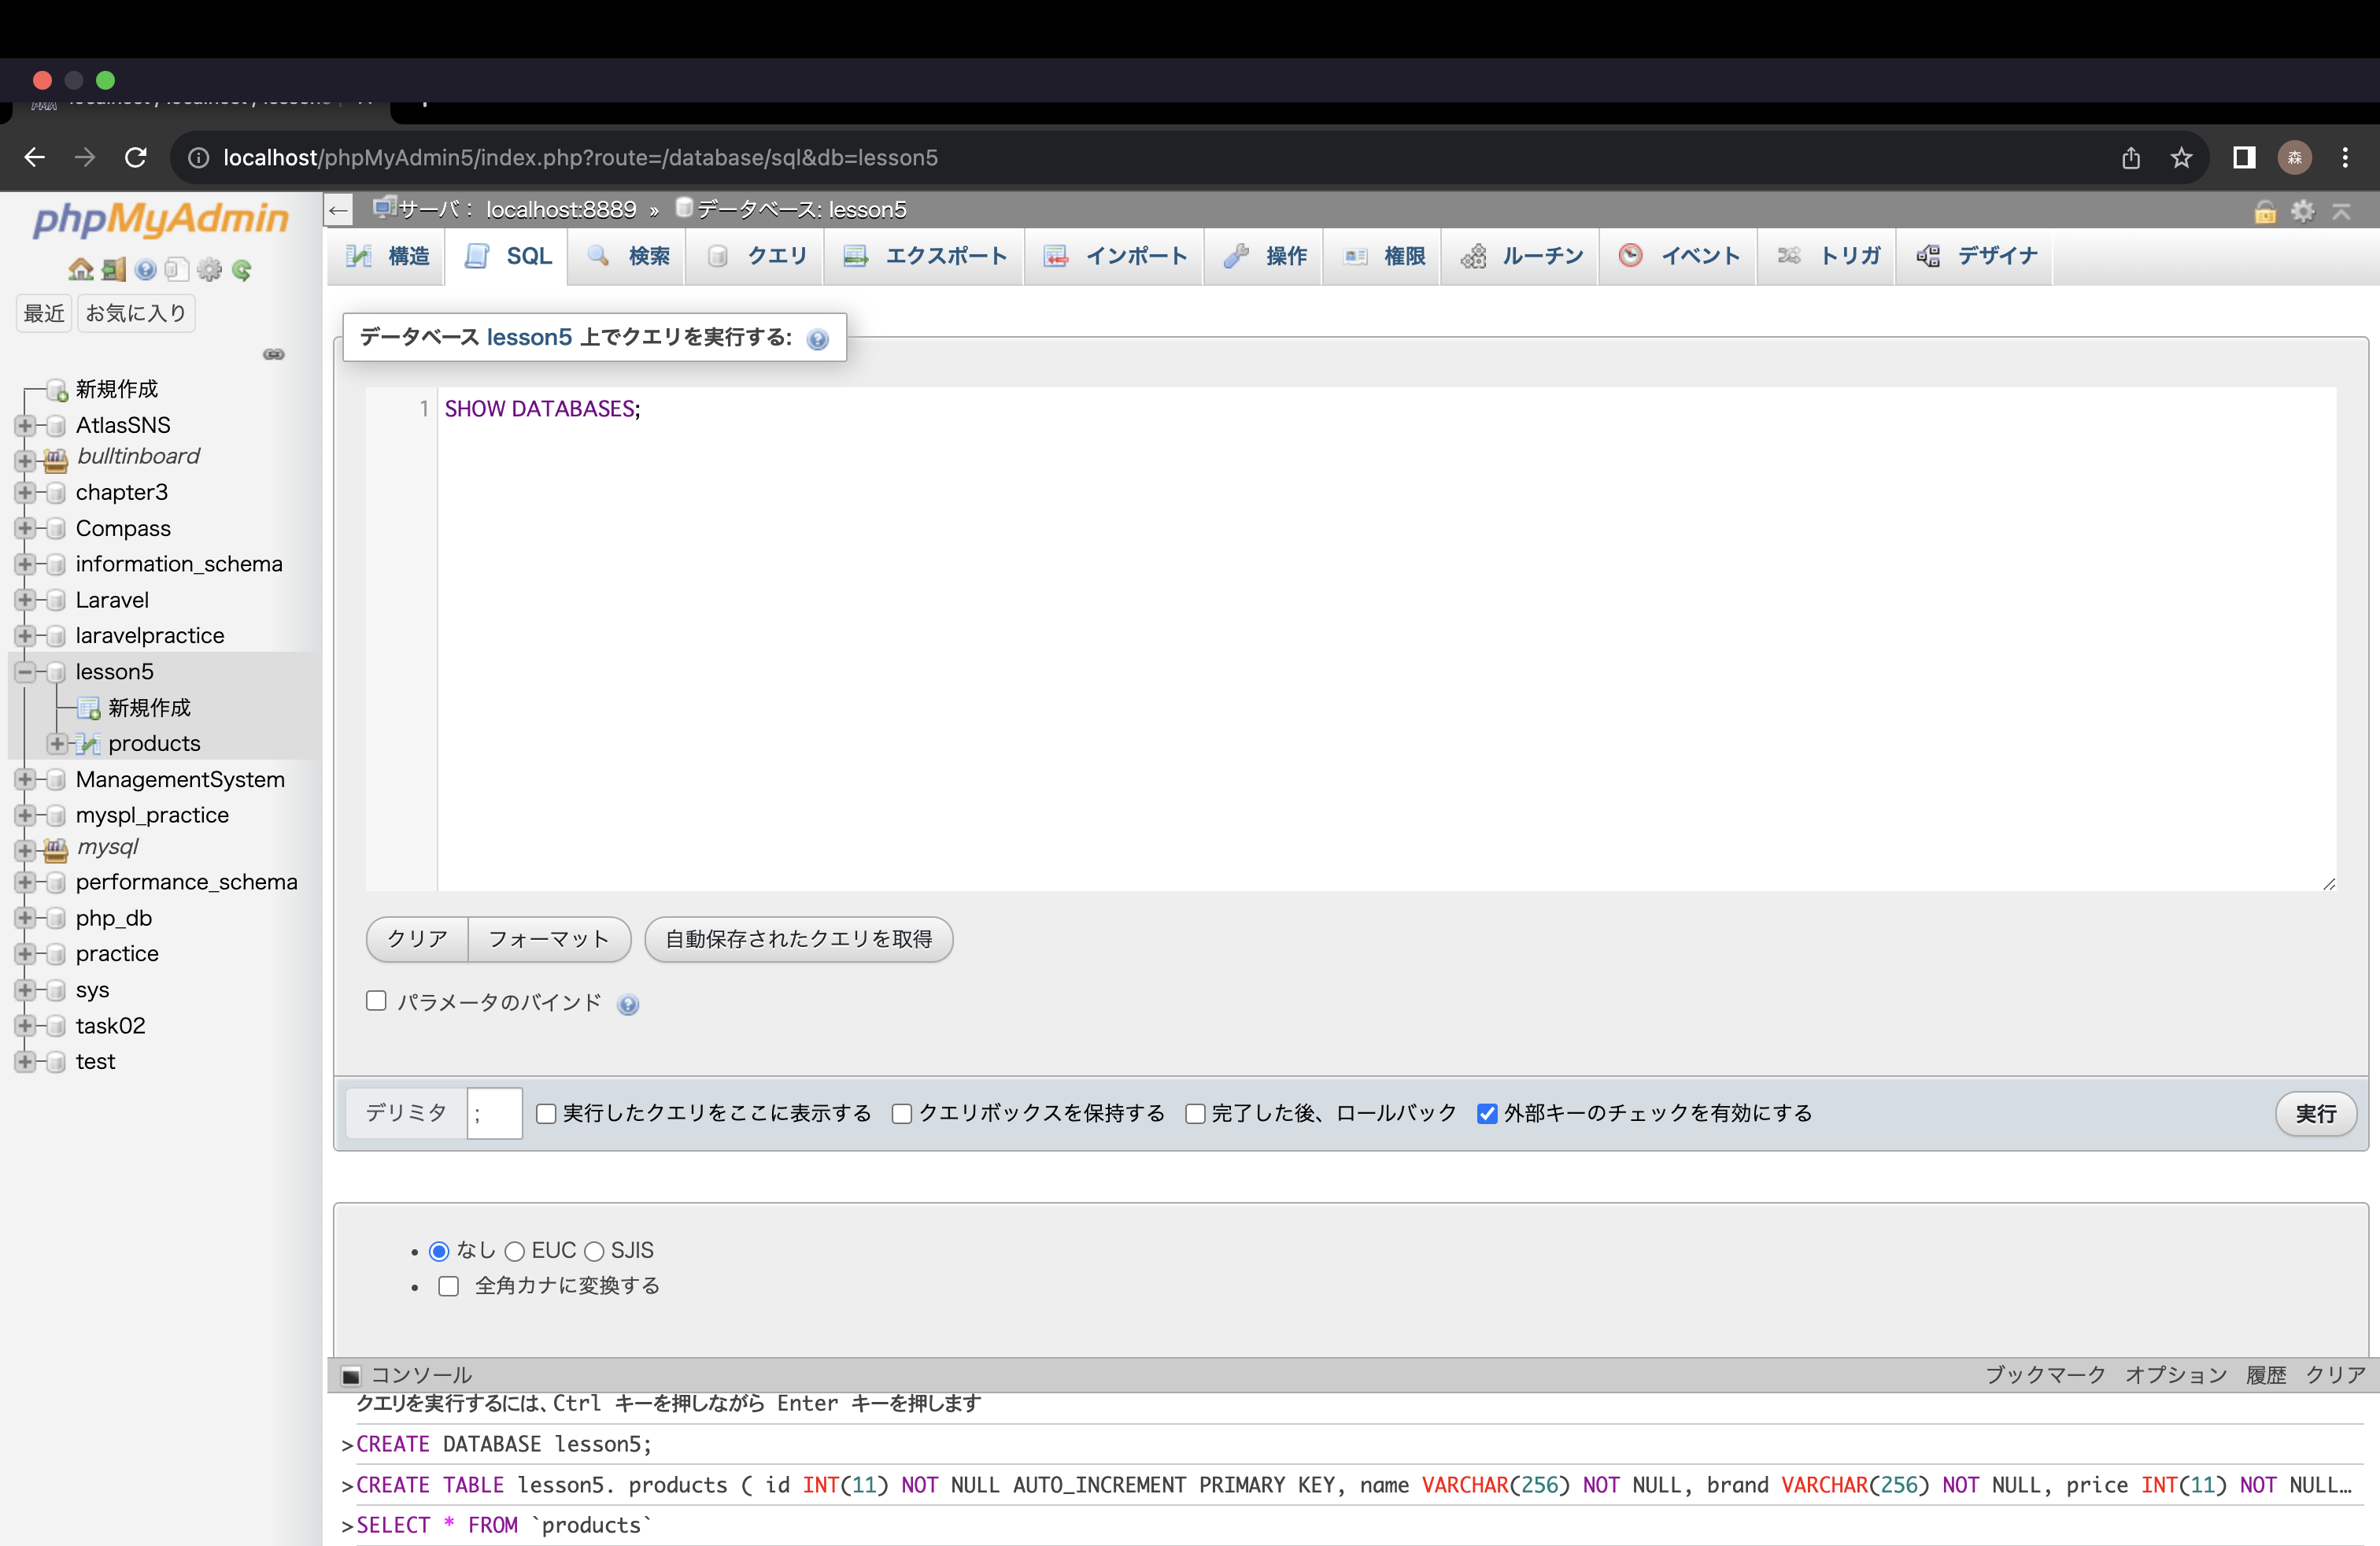 localhost/phpMyAdmin5/index.php?route=/database/sql&db=lesson5
森
phpMyAdmin
最近 お気に入り
新規作成
AtlasSNS
bulltinboard
chapter3
Compass
information_schema
Laravel
laravelpractice
lesson5
新規作成
products
ManagementSystem
myspl_practice
mysql
performance_schema
php_db
practice
sys
task02
test
サーバ: localhost:8889 » データベース: lesson5
構造 SQL 検索 クエリ エクスポート インポート 操作 権限 ルーチン イベント トリガ デザイナ
データベース lesson5 上でクエリを実行する:
1 SHOW DATABASES;
クリア フォーマット 自動保存されたクエリを取得
パラメータのバインド
デリミタ ; 実行したクエリをここに表示する クエリボックスを保持する 完了した後、ロールバック 外部キーのチェックを有効にする 実行
なし EUC SJIS
全角カナに変換する
コンソール ブックマーク オプション 履歴 クリア
クエリを実行するには、Ctrl キーを押しながら Enter キーを押します
>CREATE DATABASE lesson5;
>CREATE TABLE lesson5. products ( id INT(11) NOT NULL AUTO_INCREMENT PRIMARY KEY, name VARCHAR(256) NOT NULL, brand VARCHAR(256) NOT NULL, price INT(11) NOT NULL…
>SELECT * FROM `products`